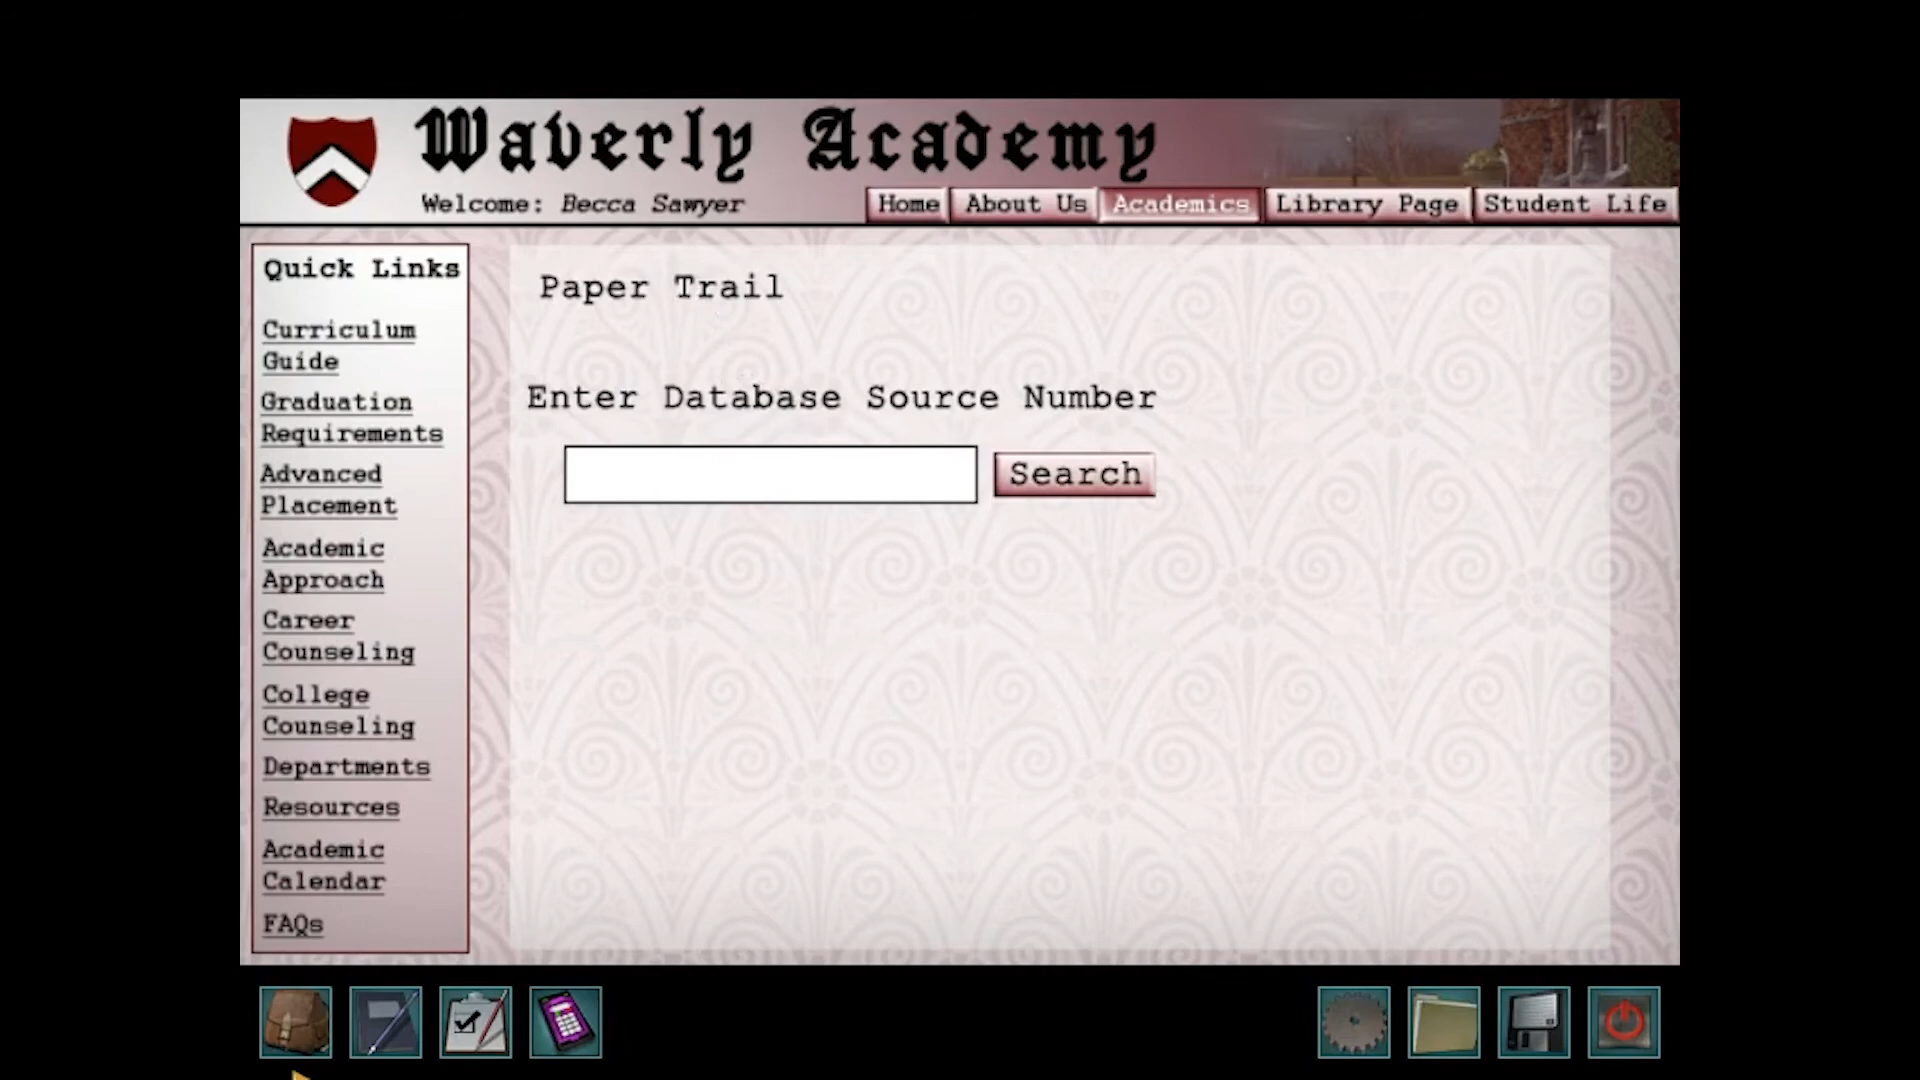 Waverly Academy
Welcome: Becca Sawyer
Home
About Us
Academics
Library Page
Student Life
Quick Links
Curriculum
Guide
Graduation
Requirements
Advanced
Placement
Academic
Approach
Career
Counseling
College
Counseling
Departments
Resources
Academic
Calendar
FAQs
Paper Trail
Enter Database Source Number
Search